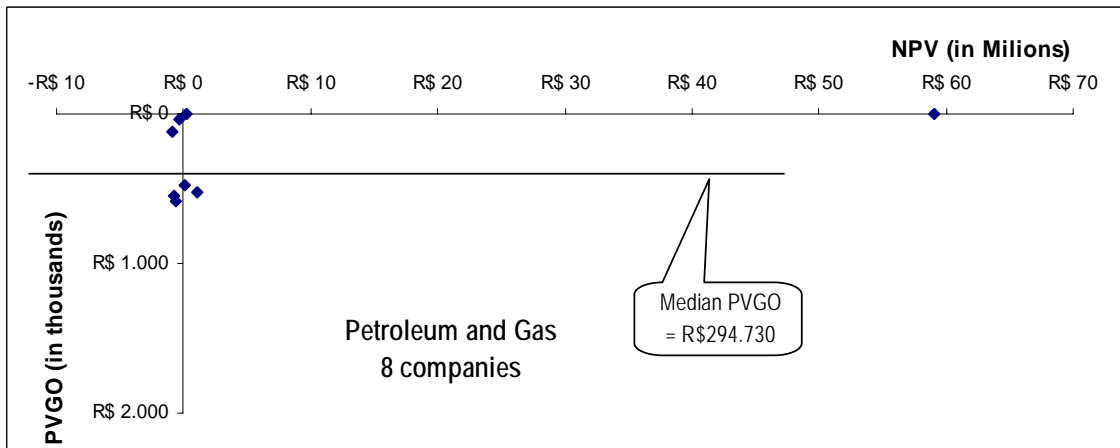 NPV (in Milions)
-R$ 10 R$ 0 R$ 10 R$ 20 R$ 30 R$ 40 R$ 50 R$ 60 R$ 70
R$ 0
R$ 1.000
R$ 2.000
PVGO (in thousands)
Median PVGO
= R$294.730
Petroleum and Gas
8 companies